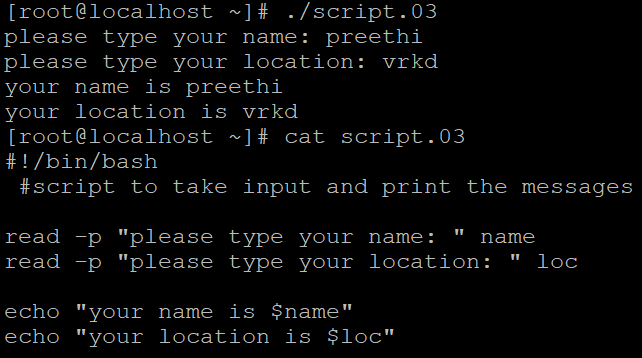 [root@localhost ~]# ./script.03
please type your name: preethi
please type your location: vrkd
your name is preethi
your location is vrkd
[root@localhost ~]# cat script.03
#!/bin/bash
 #script to take input and print the messages

read -p "please type your name: " name
read -p "please type your location: " loc

echo "your name is $name"
echo "your location is $loc"